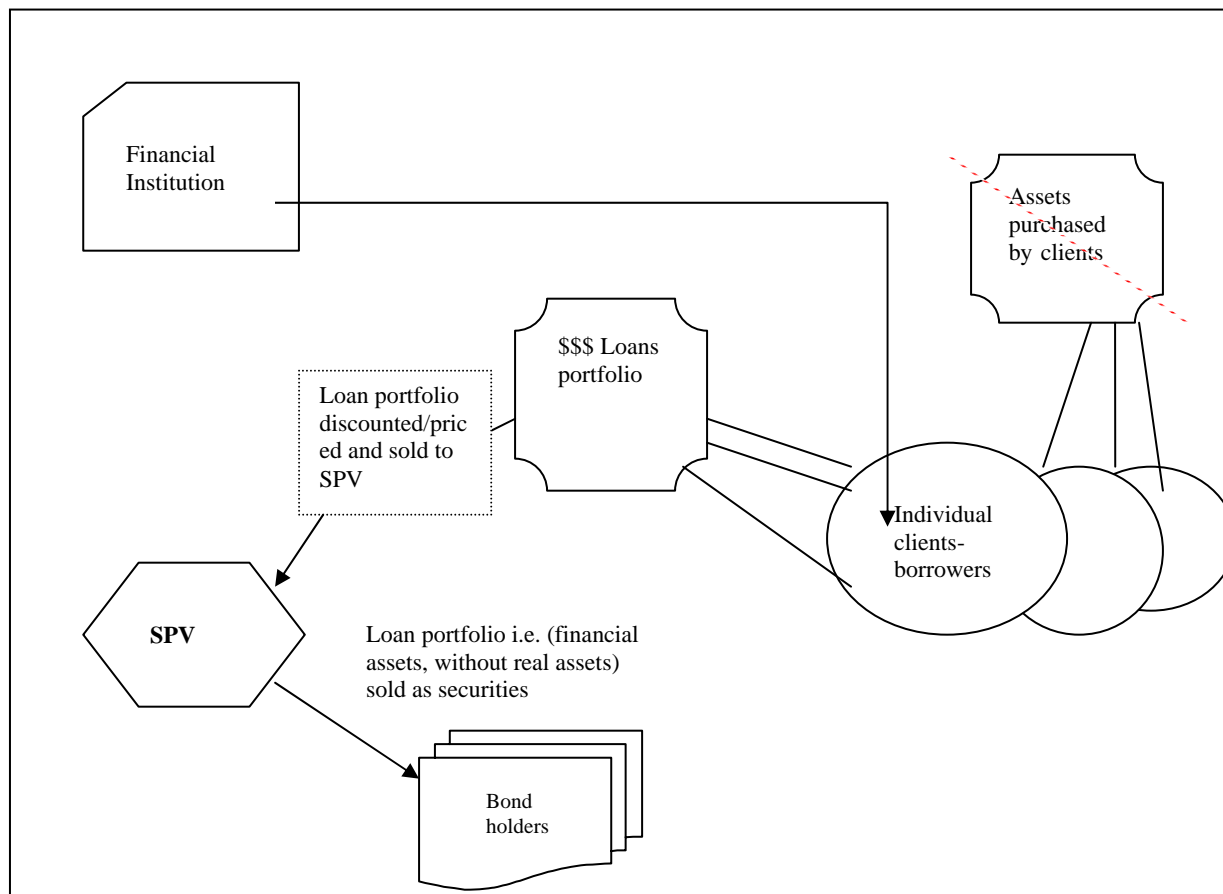 Financial
Institution
Assets
purchased
by clients
$$$ Loans
portfolio
Loan portfolio
discounted/pric
ed and sold to
SPV
Individual
clients-
borrowers
SPV
Loan portfolio i.e. (financial
assets, without real assets)
sold as securities
Bond
holders